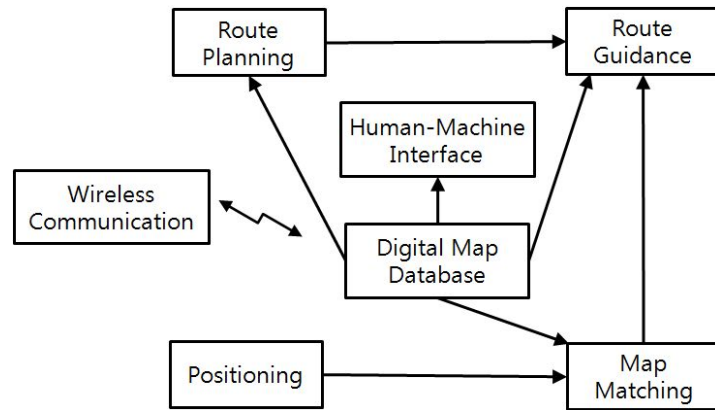 Route
Planning
Route
Guidance
Human-Machine
Interface
Wireless
Communication
Digital Map
Database
Positioning
Map
Matching